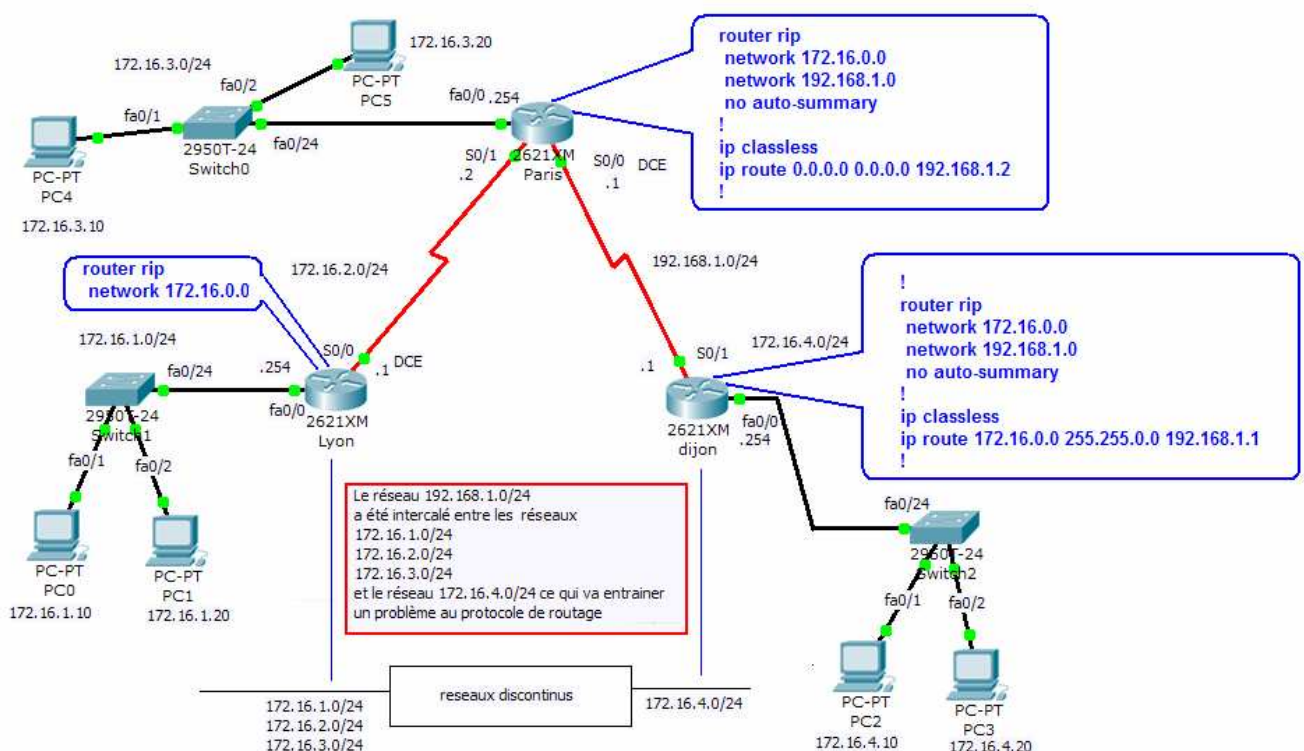 router rip
network 172.16.0.0
network 192.168.1.0
no auto-summary
!
ip classless
ip route 0.0.0.0 0.0.0.0 192.168.1.2
!
172.16.3.20
172.16.3.0/24
fa0/2
PC-PT
PC5
fa0/1
fa0/0 .254
2950T-24
Switch0
fa0/24
PC-PT
PC4
172.16.3.10
2621XM
Paris
S0/1
.2
S0/0 DCE
.1
router rip
network 172.16.0.0
172.16.2.0/24
192.168.1.0/24
!
router rip
network 172.16.0.0
network 192.168.1.0
no auto-summary
!
ip classless
ip route 172.16.0.0 255.255.0.0 192.168.1.1
!
172.16.1.0/24
fa0/24
.254
S0/0
.1 DCE
fa0/0
2621XM
Lyon
2950T-24
Switch1
fa0/1
fa0/2
PC-PT
PC0
172.16.1.10
PC-PT
PC1
172.16.1.20
172.16.4.0/24
S0/1
.1
2621XM
dijon
fa0/0
.254
fa0/24
2950T-24
Switch2
fa0/1
fa0/2
PC-PT
PC2
172.16.4.10
PC-PT
PC3
172.16.4.20
Le réseau 192.168.1.0/24
a été intercalé entre les réseaux
172.16.1.0/24
172.16.2.0/24
172.16.3.0/24
et le réseau 172.16.4.0/24 ce qui va entrainer
un problème au protocole de routage
reseaux discontinus
172.16.1.0/24
172.16.2.0/24
172.16.3.0/24
172.16.4.0/24